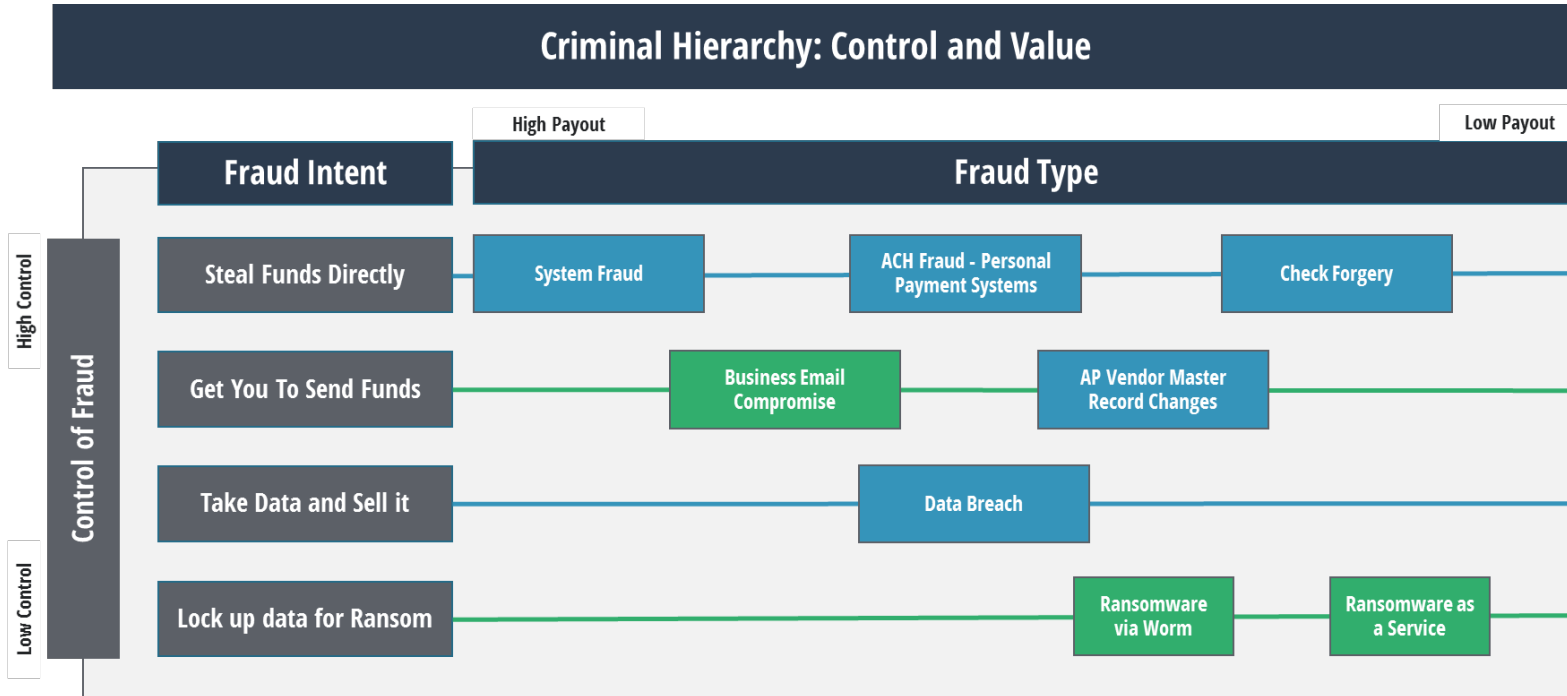 Criminal Hierarchy: Control and Value
High Payout
Low Payout
Fraud Intent
Fraud Type
High Control
Control of Fraud
Low Control
Steal Funds Directly
System Fraud
ACH Fraud - Personal
Payment Systems
Check Forgery
Get You To Send Funds
Business Email
Compromise
AP Vendor Master
Record Changes
Take Data and Sell it
Data Breach
Lock up data for Ransom
Ransomware
via Worm
Ransomware as
a Service